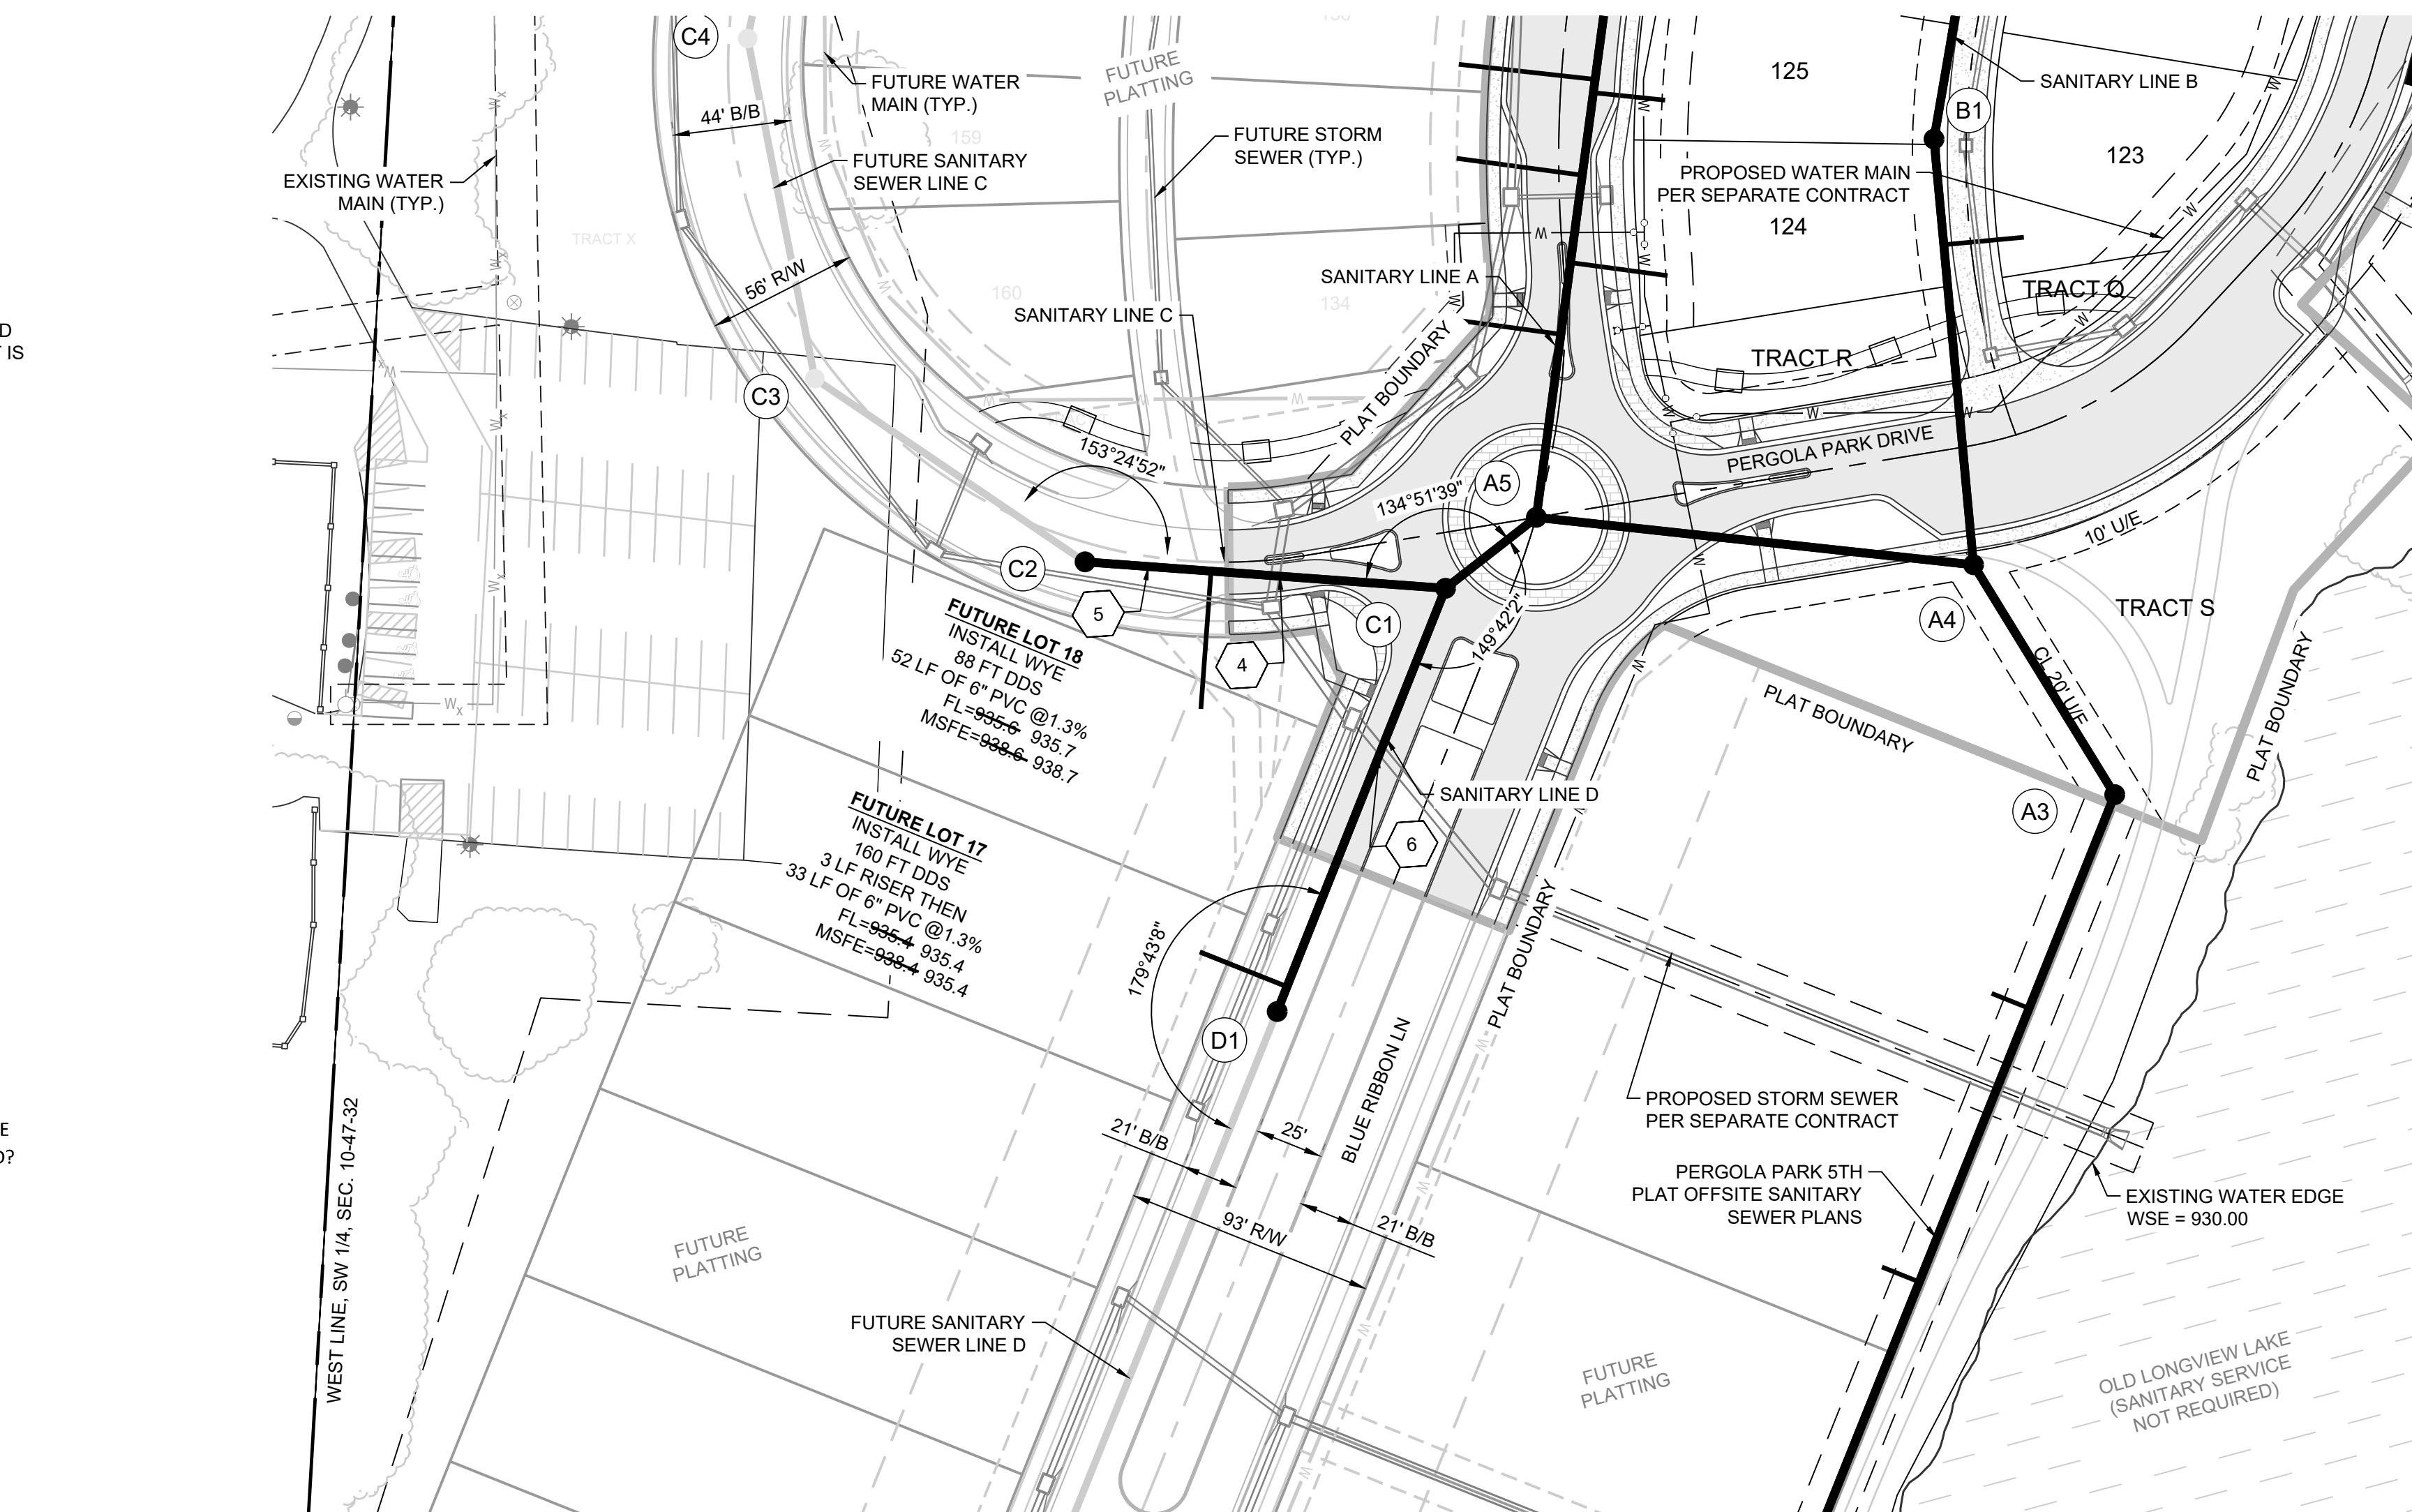 C4
FUTURE WATER
MAIN (TYP.)
FUTURE
PLATTING
125
SANITARY LINE B
B1
44' B/B
159
FUTURE STORM
SEWER (TYP.)
FUTURE SANITARY
SEWER LINE C
EXISTING WATER
MAIN (TYP.)
PROPOSED WATER MAIN
PER SEPARATE CONTRACT
123
124
TRACT X
56' R/W
160
134
SANITARY LINE A
SANITARY LINE C
TRACT Q
D
IS
TRACT R
PLAT BOUNDARY
C3
153°24'52"
134°51'39"
A5
PERGOLA PARK DRIVE
10' U/E
C2
5
4
C1
149°42'2"
A4
TRACT S
FUTURE LOT 18
INSTALL WYE
88 FT DDS
52 LF OF 6" PVC @1.3%
FL=935.6 935.7
MSFE=938.6 938.7
PLAT BOUNDARY
CL 20' U/E
PLAT BOUNDARY
A3
SANITARY LINE D
6
FUTURE LOT 17
INSTALL WYE
160 FT DDS
3 LF RISER THEN
33 LF OF 6" PVC @1.3%
FL=935.4 935.4
MSFE=938.4 935.4
179°43'8"
PLAT BOUNDARY
D1
BLUE RIBBON LN
21' B/B
25'
PROPOSED STORM SEWER
PER SEPARATE CONTRACT
E
D?
WEST LINE, SW 1/4, SEC. 10-47-32
PERGOLA PARK 5TH
PLAT OFFSITE SANITARY
SEWER PLANS
EXISTING WATER EDGE
WSE = 930.00
93' R/W
21' B/B
FUTURE
PLATTING
FUTURE SANITARY
SEWER LINE D
FUTURE
PLATTING
OLD LONGVIEW LAKE
(SANITARY SERVICE
NOT REQUIRED)